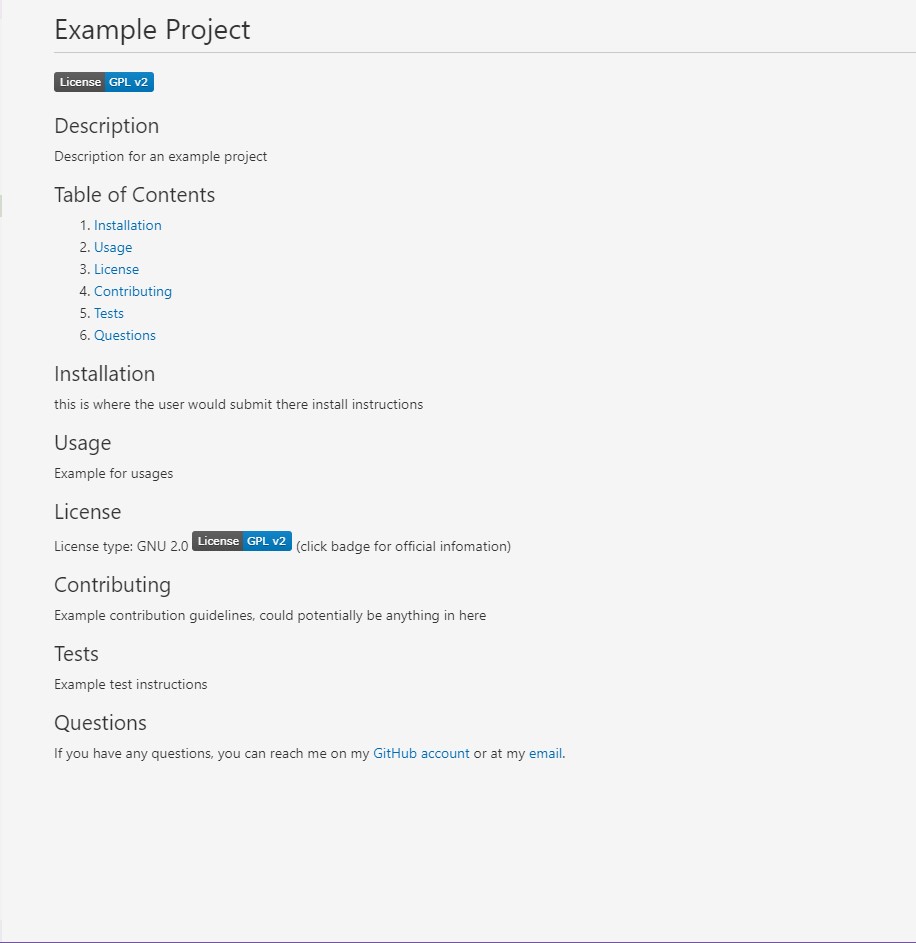 Example Project
License GPL v2
Description
Description for an example project
Table of Contents
1. Installation
2. Usage
3. License
4. Contributing
5. Tests
6. Questions
Installation
this is where the user would submit there install instructions
Usage
Example for usages
License
License type: GNU 2.0 License GPL v2 (click badge for official infomation)
Contributing
Example contribution guidelines, could potentially be anything in here
Tests
Example test instructions
Questions
If you have any questions, you can reach me on my GitHub account or at my email.